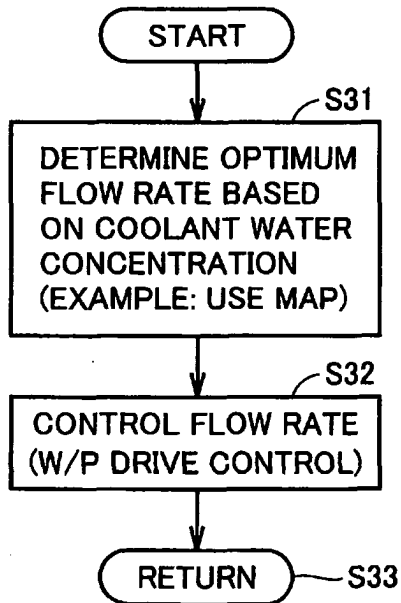 START
S31
DETERMINE OPTIMUM
FLOW RATE BASED
ON COOLANT WATER
CONCENTRATION
(EXAMPLE: USE MAP)
S32
CONTROL FLOW RATE
(W/P DRIVE CONTROL)
RETURN
S33